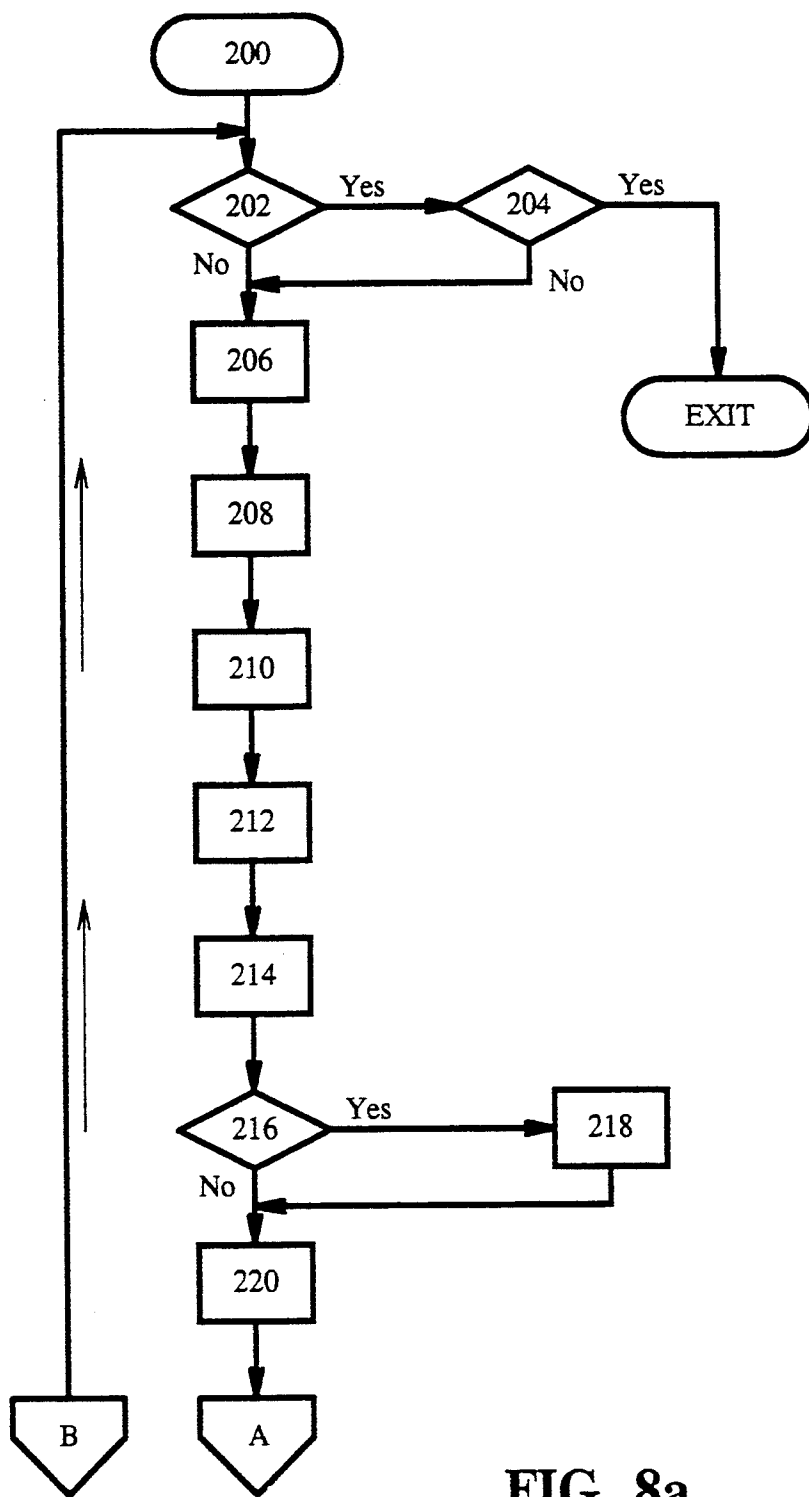 200
202
Yes
204
Yes
No
No
206
EXIT
208
210
212
214
216
Yes
218
No
220
B
A
FIG. 8a